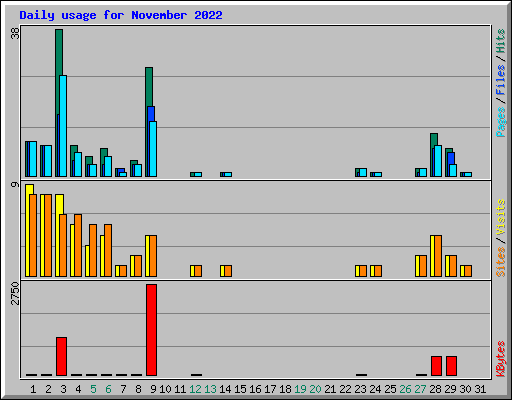 Daily usage for November 2022
38
Pages / Files / Hits
9
Sites / Visits
2750
KBytes
1 2 3 4 5 6 7 8 9 10 11 12 13 14 15 16 17 18 19 20 21 22 23 24 25 26 27 28 29 30 31